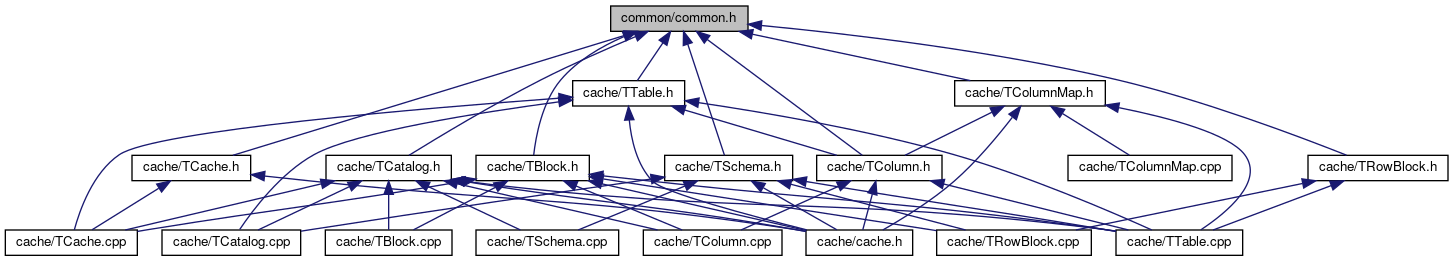 common/common.h
cache/TTable.h
cache/TColumnMap.h
cache/TCache.h
cache/TCatalog.h
cache/TBlock.h
cache/TSchema.h
cache/TColumn.h
cache/TColumnMap.cpp
cache/TRowBlock.h
cache/TCache.cpp
cache/TCatalog.cpp
cache/TBlock.cpp
cache/TSchema.cpp
cache/TColumn.cpp
cache/cache.h
cache/TRowBlock.cpp
cache/TTable.cpp